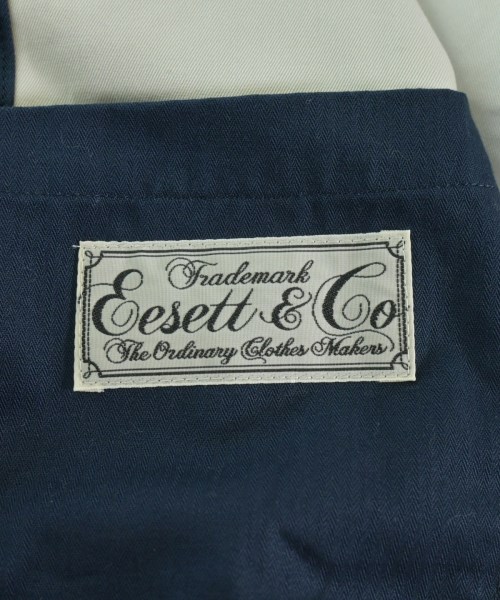 Trademark
Eesett & Co
The Ordinary Clothes Makers